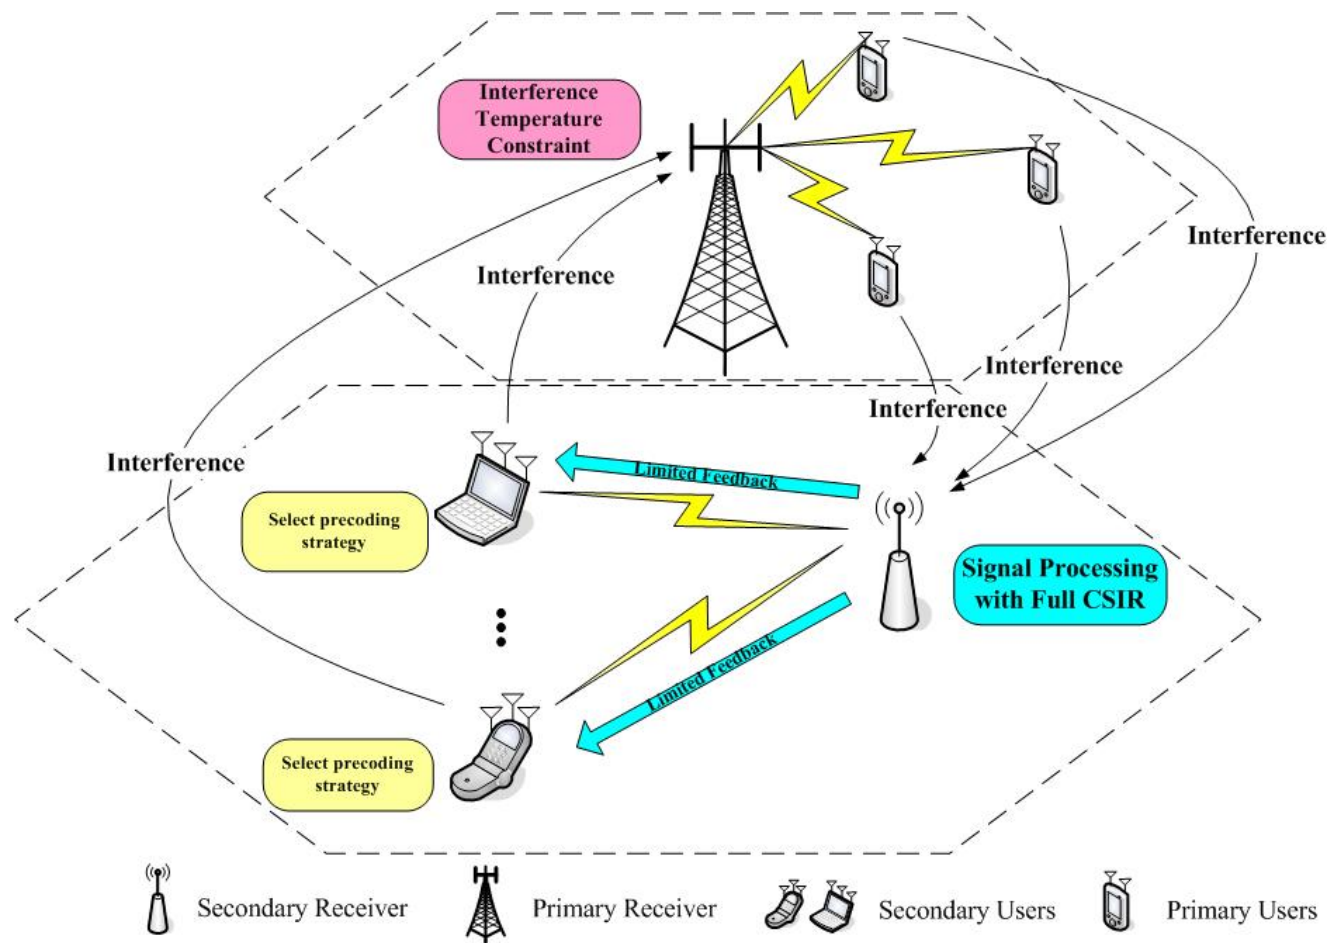 Interference
Temperature
Constraint
Interference
Interference
Interference
Interference
Interference
Limited Feedback
Select precoding
strategy
Signal Processing
with Full CSIR
Limited Feedback
Select precoding
strategy
Secondary Receiver
Primary Receiver
Secondary Users
Primary Users